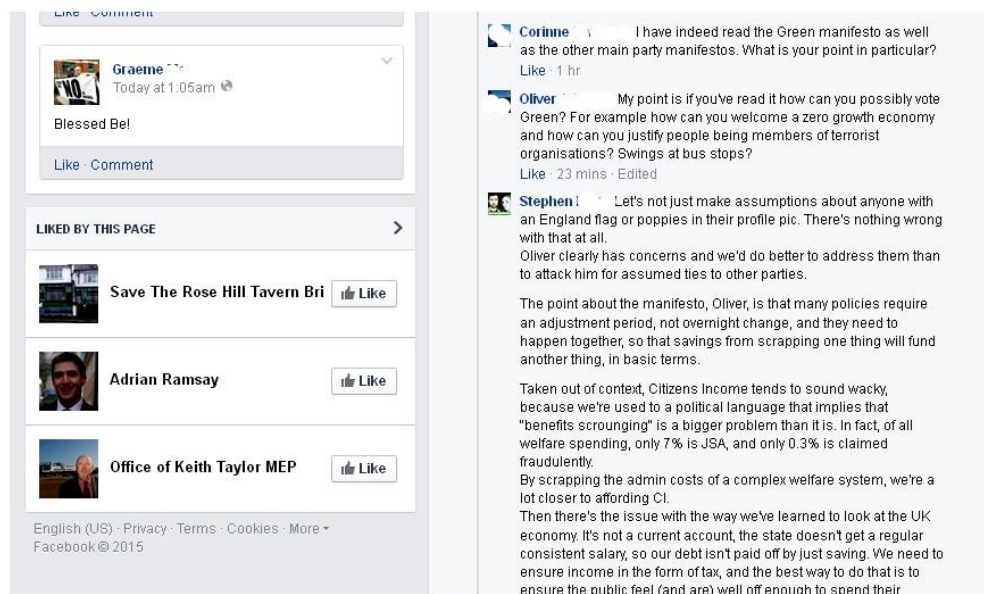 Like Comment
Graeme
Today at 1:05am
Blessed Be!
Like · Comment
LIKED BY THIS PAGE
Save The Rose Hill Tavern Bri
Like
Adrian Ramsay
Like
Office of Keith Taylor MEP
Like
English (US) · Privacy · Terms · Cookies · More
Facebook © 2015
Corinne I have indeed read the Green manifesto as well
as the other main party manifestos. What is your point in particular?
Like · 1 hr
Oliver My point is if you've read it how can you possibly vote
Green? For example how can you welcome a zero growth economy
and how can you justify people being members of terrorist
organisations? Swings at bus stops?
Like · 23 mins · Edited
Stephen Let's not just make assumptions about anyone with
an England flag or poppies in their profile pic. There's nothing wrong
with that at all.
Oliver clearly has concerns and we'd do better to address them than
to attack him for assumed ties to other parties.
The point about the manifesto, Oliver, is that many policies require
an adjustment period, not overnight change, and they need to
happen together, so that savings from scrapping one thing will fund
another thing, in basic terms.
Taken out of context, Citizens Income tends to sound wacky,
because we're used to a political language that implies that
"benefits scrounging" is a bigger problem than it is. In fact, of all
welfare spending, only 7% is JSA, and only 0.3% is claimed
fraudulently.
By scrapping the admin costs of a complex welfare system, we're a
lot closer to affording CI.
Then there's the issue with the way we've learned to look at the UK
economy. It's not a current account, the state doesn't get a regular
consistent salary, so our debt isn't paid off by just saving. We need to
ensure income in the form of tax, and the best way to do that is to
ensure the public feel (and are) well off enough to spend their